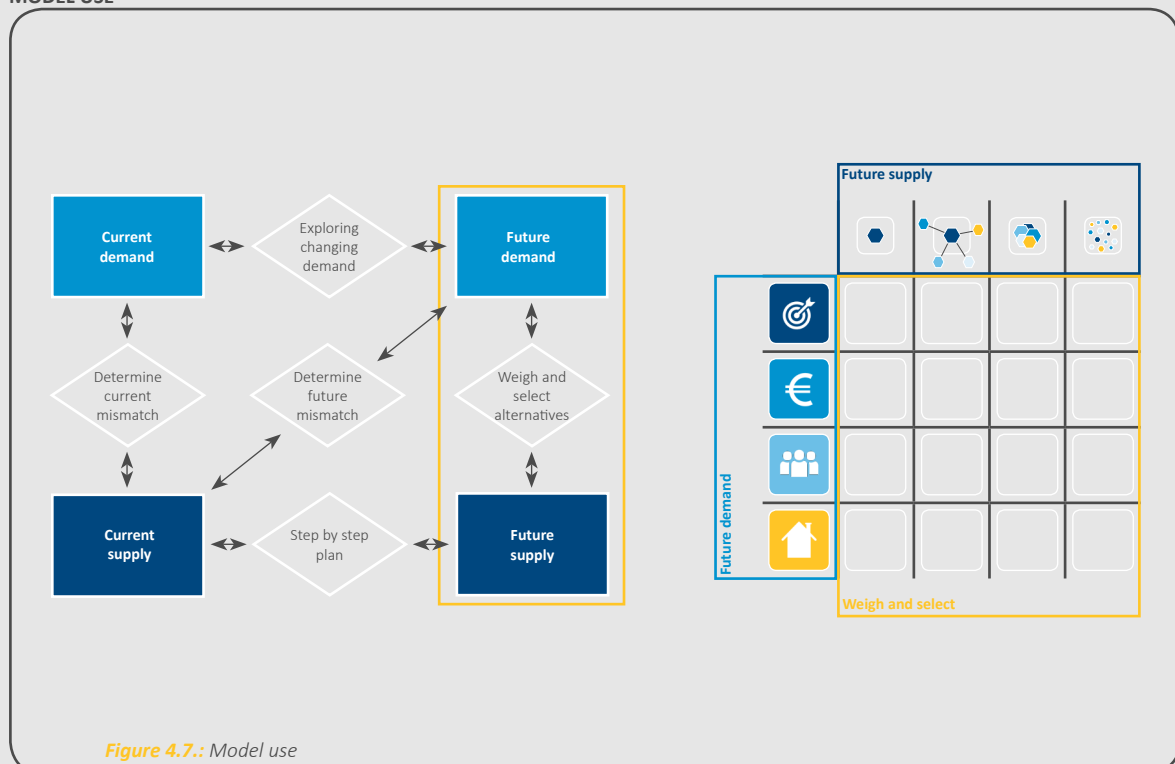 MODEL USE
Current
demand
Exploring
changing
demand
Future
demand
Determine
current
mismatch
Determine
future
mismatch
Weigh and
select
alternatives
Current
supply
Step by step
plan
Future
supply
Future supply
Future demand
€
Weigh and select
Figure 4.7.: Model use